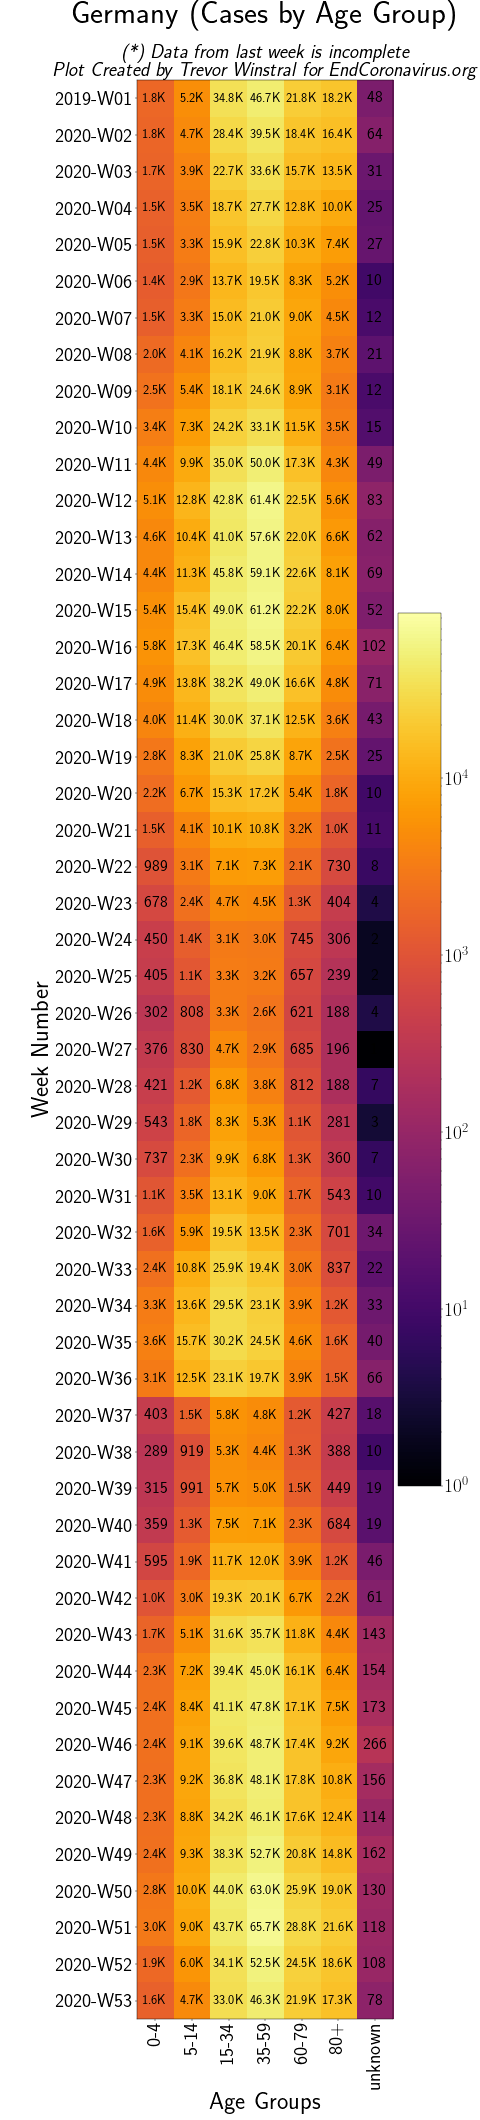 Germany (Cases by Age Group)
(*) Data from last week is incomplete
Plot Created by Trevor Winstral for EndCoronavirus.org
2019-W01 1.8K 5.2K 34.8K 46.7K 21.8K 18.2K 48
2020-W02 1.8K 4.7K 28.4K 39.5K 18.4K 16.4K 64
2020-W03 1.7K 3.9K 22.7K 33.6K 15.7K 13.5K 31
2020-W04 1.5K 3.5K 18.7K 27.7K 12.8K 10.0K 25
2020-W05 1.5K 3.3K 15.9K 22.8K 10.3K 7.4K 27
2020-W06 1.4K 2.9K 13.7K 19.5K 8.3K 5.2K 10
2020-W07 1.5K 3.3K 15.0K 21.0K 9.0K 4.5K 12
2020-W08 2.0K 4.1K 16.2K 21.9K 8.8K 3.7K 21
2020-W09 2.5K 5.4K 18.1K 24.6K 8.9K 3.1K 12
2020-W10 3.4K 7.3K 24.2K 33.1K 11.5K 3.5K 15
2020-W11 4.4K 9.9K 35.0K 50.0K 17.3K 4.3K 49
2020-W12 5.1K 12.8K 42.8K 61.4K 22.5K 5.6K 83
2020-W13 4.6K 10.4K 41.0K 57.6K 22.0K 6.6K 62
2020-W14 4.4K 11.3K 45.8K 59.1K 22.6K 8.1K 69
2020-W15 5.4K 15.4K 49.0K 61.2K 22.2K 8.0K 52
2020-W16 5.8K 17.3K 46.4K 58.5K 20.1K 6.4K 102
2020-W17 4.9K 13.8K 38.2K 49.0K 16.6K 4.8K 71
2020-W18 4.0K 11.4K 30.0K 37.1K 12.5K 3.6K 43
2020-W19 2.8K 8.3K 21.0K 25.8K 8.7K 2.5K 25
2020-W20 2.2K 6.7K 15.3K 17.2K 5.4K 1.8K 10
2020-W21 1.5K 4.1K 10.1K 10.8K 3.2K 1.0K 11
2020-W22 989 3.1K 7.1K 7.3K 2.1K 730 8
2020-W23 678 2.4K 4.7K 4.5K 1.3K 404 4
2020-W24 450 1.4K 3.1K 3.0K 745 306 2
2020-W25 405 1.1K 3.3K 3.2K 657 239 2
2020-W26 302 808 3.3K 2.6K 621 188 4
2020-W27 376 830 4.7K 2.9K 685 196
2020-W28 421 1.2K 6.8K 3.8K 812 188 7
2020-W29 543 1.8K 8.3K 5.3K 1.1K 281 3
2020-W30 737 2.3K 9.9K 6.8K 1.3K 360 7
2020-W31 1.1K 3.5K 13.1K 9.0K 1.7K 543 10
2020-W32 1.6K 5.9K 19.5K 13.5K 2.3K 701 34
2020-W33 2.4K 10.8K 25.9K 19.4K 3.0K 837 22
2020-W34 3.3K 13.6K 29.5K 23.1K 3.9K 1.2K 33
2020-W35 3.6K 15.7K 30.2K 24.5K 4.6K 1.6K 40
2020-W36 3.1K 12.5K 23.1K 19.7K 3.9K 1.5K 66
2020-W37 403 1.5K 5.8K 4.8K 1.2K 427 18
2020-W38 289 919 5.3K 4.4K 1.3K 388 10
2020-W39 315 991 5.7K 5.0K 1.5K 449 19
2020-W40 359 1.3K 7.5K 7.1K 2.3K 684 19
2020-W41 595 1.9K 11.7K 12.0K 3.9K 1.2K 46
2020-W42 1.0K 3.0K 19.3K 20.1K 6.7K 2.2K 61
2020-W43 1.7K 5.1K 31.6K 35.7K 11.8K 4.4K 143
2020-W44 2.3K 7.2K 39.4K 45.0K 16.1K 6.4K 154
2020-W45 2.4K 8.4K 41.1K 47.8K 17.1K 7.5K 173
2020-W46 2.4K 9.1K 39.6K 48.7K 17.4K 9.2K 266
2020-W47 2.3K 9.2K 36.8K 48.1K 17.8K 10.8K 156
2020-W48 2.3K 8.8K 34.2K 46.1K 17.6K 12.4K 114
2020-W49 2.4K 9.3K 38.3K 52.7K 20.8K 14.8K 162
2020-W50 2.8K 10.0K 44.0K 63.0K 25.9K 19.0K 130
2020-W51 3.0K 9.0K 43.7K 65.7K 28.8K 21.6K 118
2020-W52 1.9K 6.0K 34.1K 52.5K 24.5K 18.6K 108
2020-W53 1.6K 4.7K 33.0K 46.3K 21.9K 17.3K 78
0-4 5-14 15-34 35-59 60-79 80+ unknown
Age Groups
Week Number
10^4
10^3
10^2
10^1
10^0